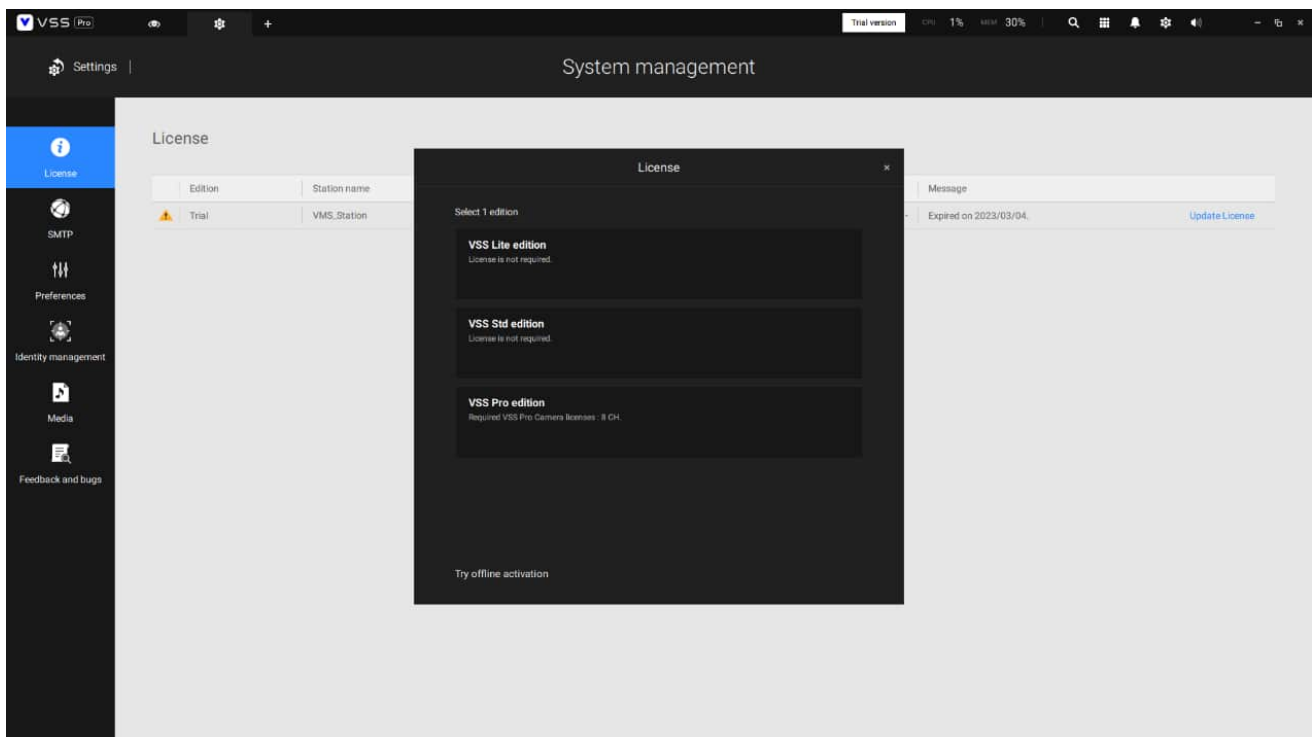 VSS Pro
+
Trial version
CPU 1% MEM 30%
Settings
System management
License
SMTP
Preferences
Identity management
Media
Feedback and bugs
License
Edition Station name Message
Trial VMS_Station Expired on 2023/03/04. Update License
License
Select 1 edition
VSS Lite edition
License is not required.
VSS Std edition
License is not required.
VSS Pro edition
Required VSS Pro Camera licenses : 8 CH.
Try offline activation